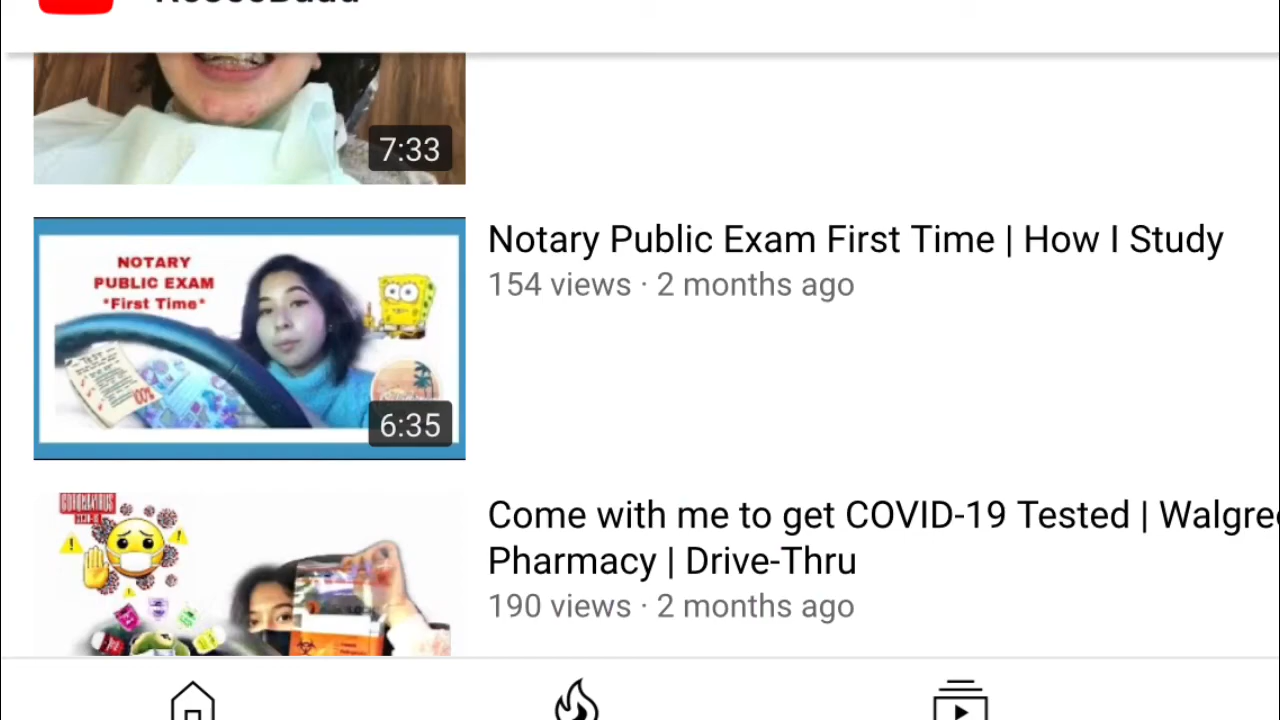 7:33
Notary Public Exam First Time | How I Study
154 views · 2 months ago
NOTARY
PUBLIC EXAM
*First Time*
100%
6:35
Come with me to get COVID-19 Tested |
Pharmacy | Drive-Thru
190 views · 2 months ago